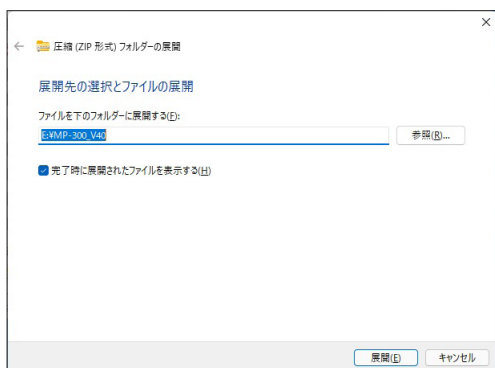 圧縮 (ZIP 形式) フォルダーの展開
展開先の選択とファイルの展開
ファイルを下のフォルダーに展開する(F):
E:¥MP-300_V40
参照(R)...
完了時に展開されたファイルを表示する(H)
展開(E)
キャンセル